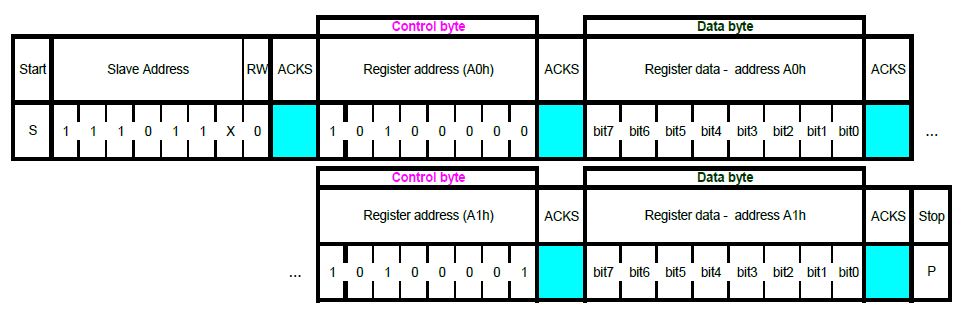 Control byte Data byte
Start Slave Address RW ACKS Register address (A0h) ACKS Register data - address A0h ACKS
S 1 1 1 0 1 1 X 0 1 0 1 0 0 0 0 0 bit7 bit6 bit5 bit4 bit3 bit2 bit1 bit0 ...
Control byte Data byte
Register address (A1h) ACKS Register data - address A1h ACKS Stop
... 1 0 1 0 0 0 0 1 bit7 bit6 bit5 bit4 bit3 bit2 bit1 bit0 P